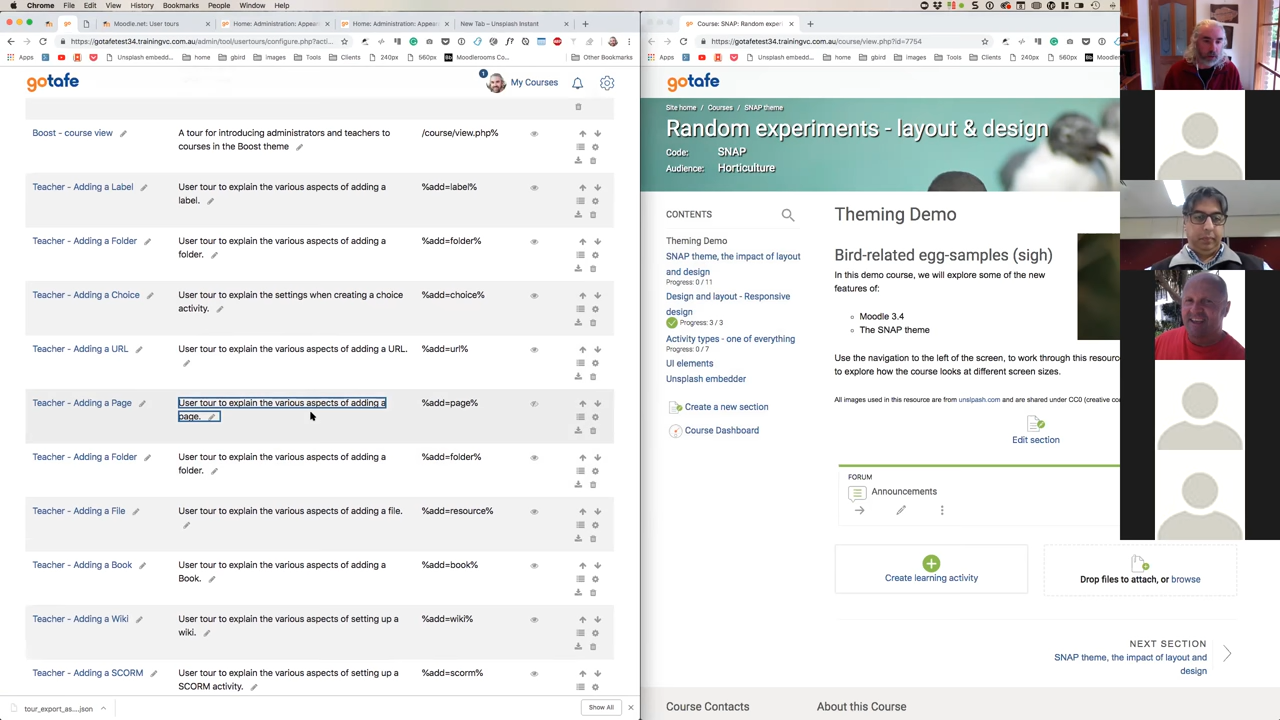 Chrome File Edit View History Bookmarks People Window Help
Moodle.net: User tours
Home: Administration: Appear
Home: Administration: Appear
New Tab – Unsplash Instant
https://gotafetest34.trainingvc.com.au/admin/tool/usertours/configure.php?acti...
Apps
Unsplash embedd...
home
gbird
Images
Tools
Clients
240px
560px
Moodlerooms Co...
Other Bookmarks
gotafe
1
My Courses
Boost - course view
A tour for introducing administrators and teachers to
courses in the Boost theme
/course/view.php%
Teacher - Adding a Label
User tour to explain the various aspects of adding a
label.
%add=label%
Teacher - Adding a Folder
User tour to explain the various aspects of adding a
folder.
%add=folder%
Teacher - Adding a Choice
User tour to explain the settings when creating a choice
activity.
%add=choice%
Teacher - Adding a URL
User tour to explain the various aspects of adding a URL.
%add=url%
Teacher - Adding a Page
User tour to explain the various aspects of adding a
page.
%add=page%
Teacher - Adding a Folder
User tour to explain the various aspects of adding a
folder.
%add=folder%
Teacher - Adding a File
User tour to explain the various aspects of adding a file.
%add=resource%
Teacher - Adding a Book
User tour to explain the various aspects of adding a
Book.
%add=book%
Teacher - Adding a Wiki
User tour to explain the various aspects of setting up a
wiki.
%add=wiki%
Teacher - Adding a SCORM
User tour to explain the various aspects of setting up a
SCORM activity.
%add=scorm%
tour_export_as....json
Show All
Course: SNAP: Random exper
https://gotafetest34.trainingvc.com.au/course/view.php?id=7754
Apps
Unsplash embedd...
home
gbird
Images
Tools
Clients
240px
560px
gotafe
Site home / Courses / SNAP theme
Random experiments - layout & design
Code: SNAP
Audience: Horticulture
CONTENTS
Theming Demo
SNAP theme, the impact of layout
and design
Progress: 0 / 11
Design and layout - Responsive
design
Progress: 3 / 3
Activity types - one of everything
Progress: 0 / 7
UI elements
Unsplash embedder
Create a new section
Course Dashboard
Theming Demo
Bird-related egg-samples (sigh)
In this demo course, we will explore some of the new
features of:
Moodle 3.4
The SNAP theme
Use the navigation to the left of the screen, to work through this resourc
to explore how the course looks at different screen sizes.
All images used in this resource are from unslpash.com and are shared under CC0 (creative co
Edit section
FORUM
Announcements
Create learning activity
Drop files to attach, or browse
NEXT SECTION
SNAP theme, the impact of layout and
design
Course Contacts
About this Course